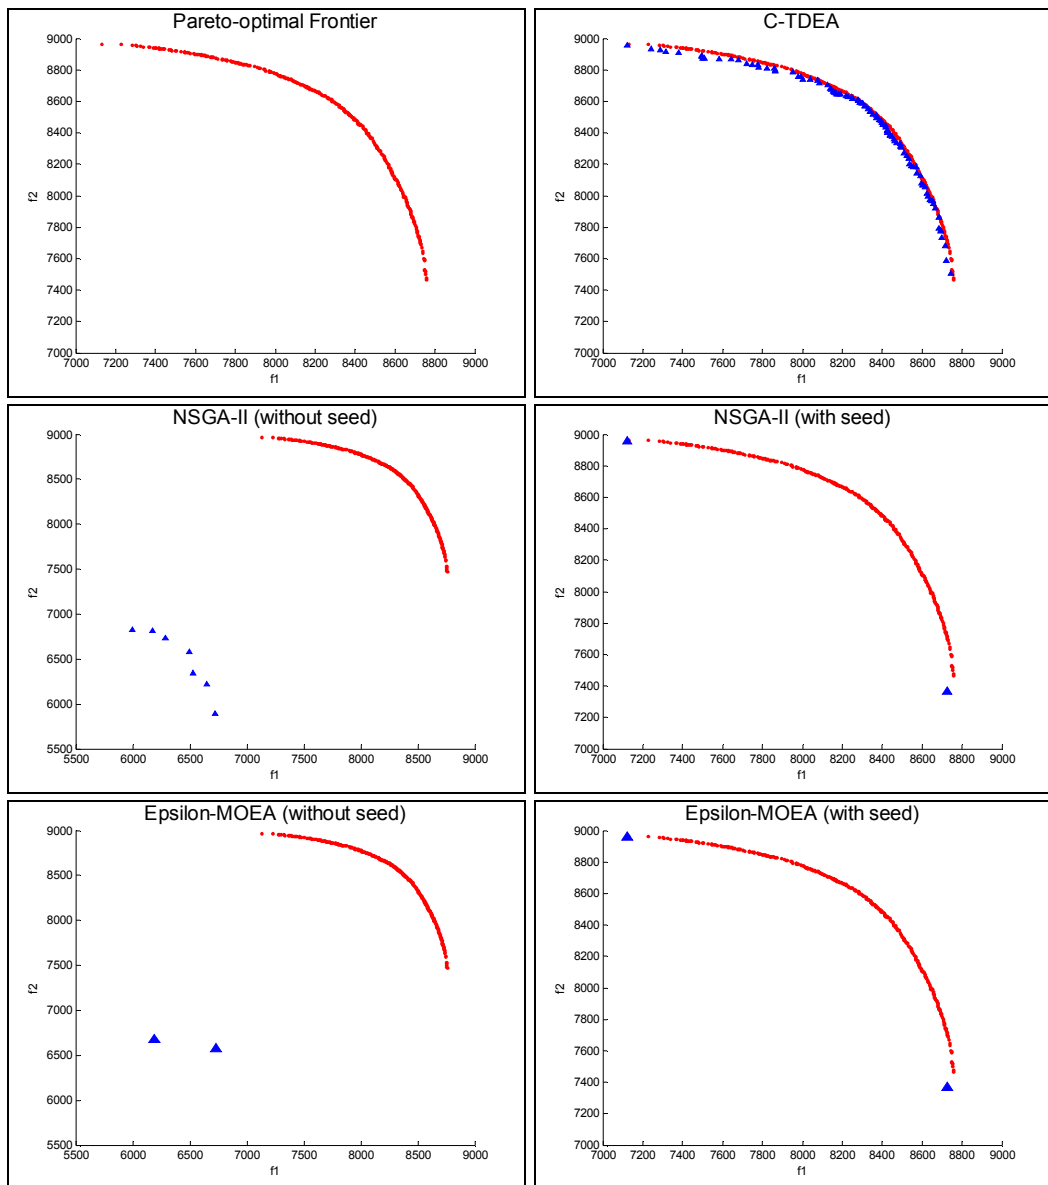 Pareto-optimal Frontier
9000
8800
8600
8400
8200
8000
7800
7600
7400
7200
7000
f2
7000 7200 7400 7600 7800 8000 8200 8400 8600 8800 9000
f1
C-TDEA
9000
8800
8600
8400
8200
8000
7800
7600
7400
7200
7000
f2
7000 7200 7400 7600 7800 8000 8200 8400 8600 8800 9000
f1
NSGA-II (without seed)
9000
8500
8000
7500
7000
6500
6000
5500
f2
5500 6000 6500 7000 7500 8000 8500 9000
f1
NSGA-II (with seed)
9000
8800
8600
8400
8200
8000
7800
7600
7400
7200
7000
f2
7000 7200 7400 7600 7800 8000 8200 8400 8600 8800 9000
f1
Epsilon-MOEA (without seed)
9000
8500
8000
7500
7000
6500
6000
5500
f2
5500 6000 6500 7000 7500 8000 8500 9000
f1
Epsilon-MOEA (with seed)
9000
8800
8600
8400
8200
8000
7800
7600
7400
7200
7000
f2
7000 7200 7400 7600 7800 8000 8200 8400 8600 8800 9000
f1